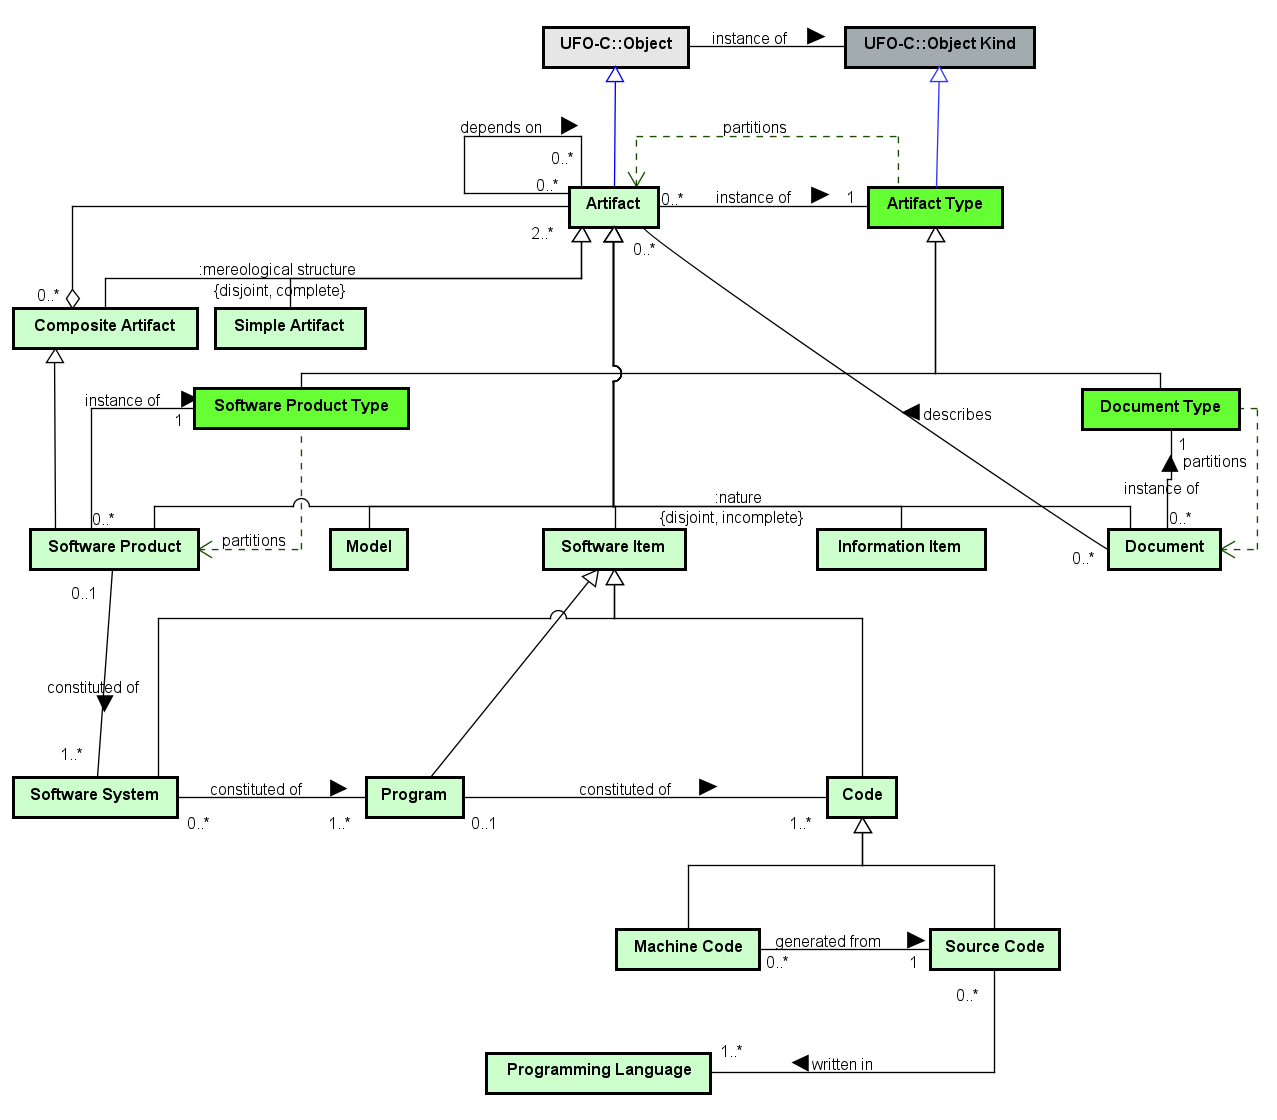 UFO-C::Object
instance of
UFO-C::Object Kind
depends on
partitions
0..*
0..*
Artifact
0..*
instance of
1
Artifact Type
2..*
0..*
:mereological structure
{disjoint, complete}
0..*
Composite Artifact
Simple Artifact
instance of
1
Software Product Type
describes
Document Type
1
partitions
instance of
0..*
:nature
{disjoint, incomplete}
0..*
Software Product
partitions
Model
Software Item
Information Item
0..*
Document
0..1
constituted of
1..*
Software System
constituted of
0..*
1..*
Program
constituted of
0..1
1..*
Code
Machine Code
generated from
0..*
1
Source Code
0..*
1..*
written in
Programming Language